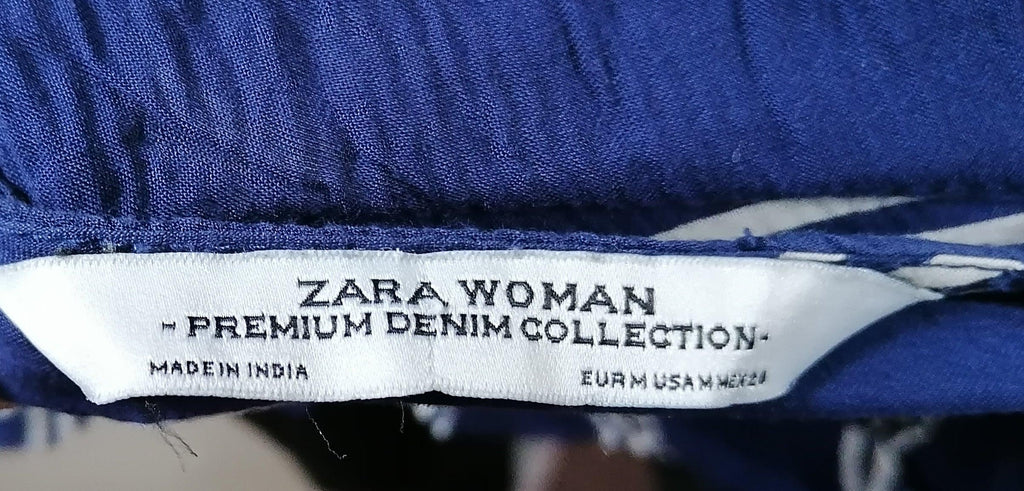 ZARA WOMAN
- PREMIUM DENIM COLLECTION -
MADE IN INDIA
EUR M USA M MEX 28